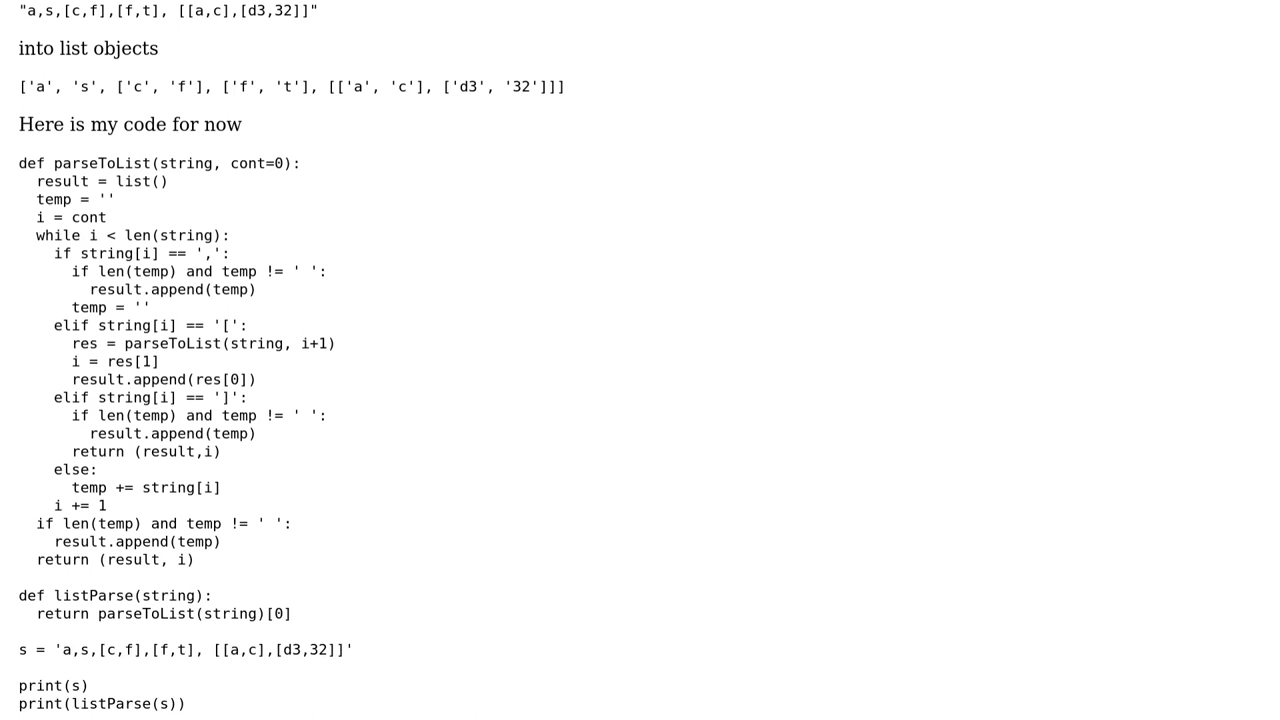 "a,s,[c,f],[f,t], [[a,c],[d3,32]]"
into list objects
['a', 's', ['c', 'f'], ['f', 't'], [['a', 'c'], ['d3', '32']]]
Here is my code for now
def parseToList(string, cont=0):
  result = list()
  temp = ''
  i = cont
  while i < len(string):
    if string[i] == ',':
      if len(temp) and temp != ' ':
        result.append(temp)
      temp = ''
    elif string[i] == '[':
      res = parseToList(string, i+1)
      i = res[1]
      result.append(res[0])
    elif string[i] == ']':
      if len(temp) and temp != ' ':
        result.append(temp)
      return (result,i)
    else:
      temp += string[i]
    i += 1
  if len(temp) and temp != ' ':
    result.append(temp)
  return (result, i)

def listParse(string):
  return parseToList(string)[0]

s = 'a,s,[c,f],[f,t], [[a,c],[d3,32]]'

print(s)
print(listParse(s))